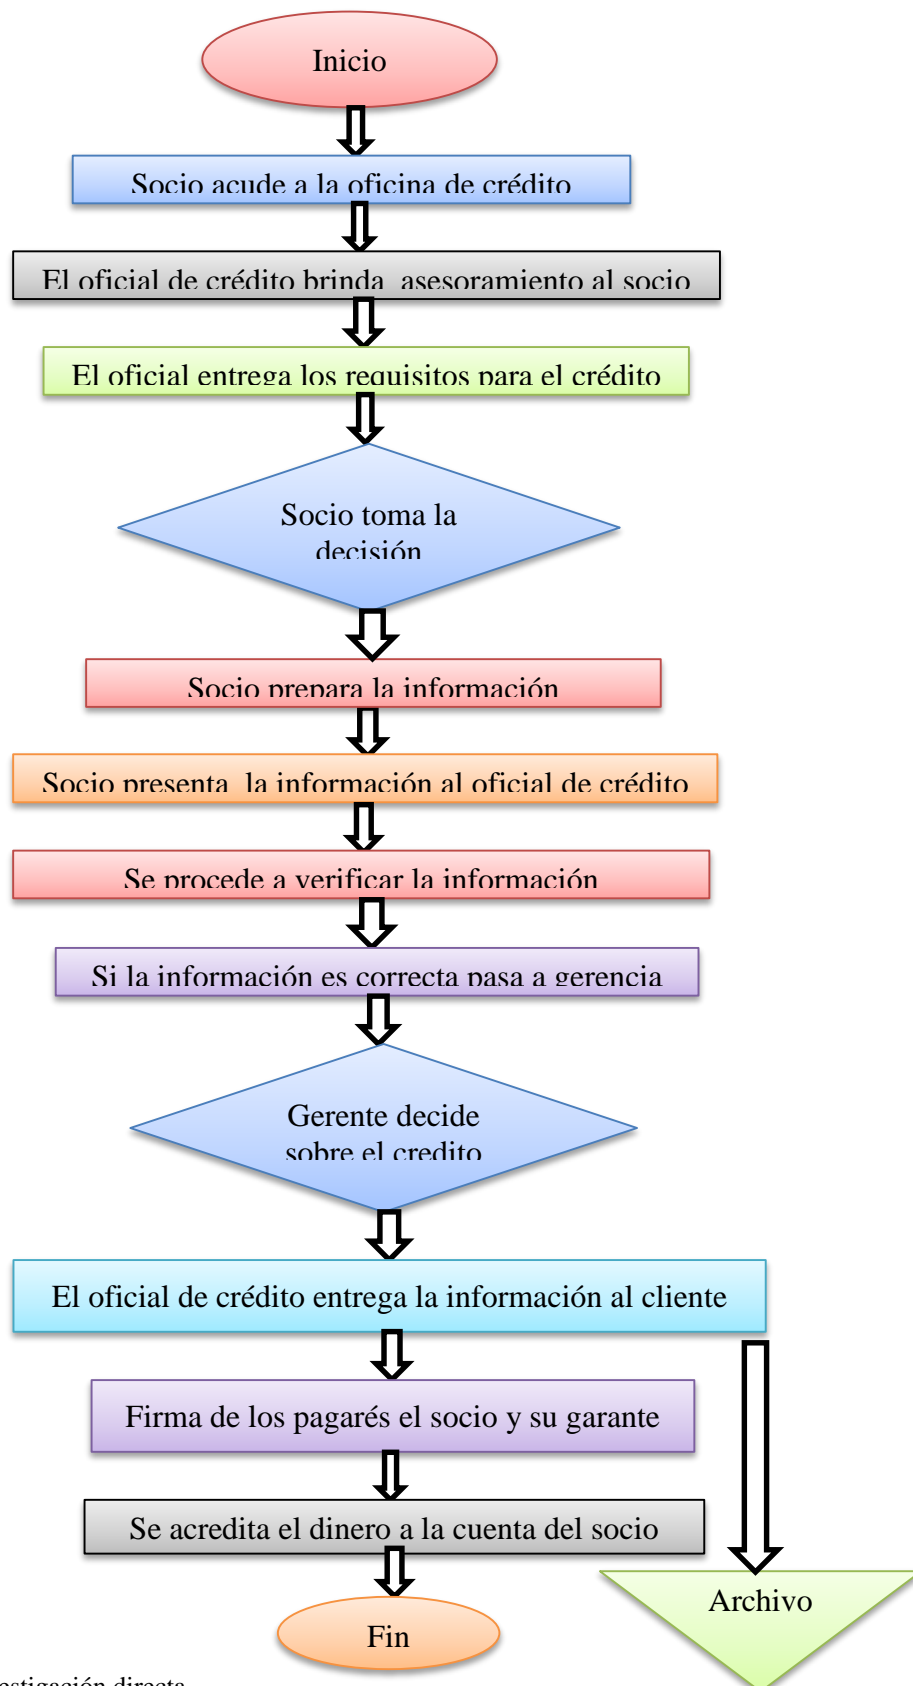 Inicio
Socio acude a la oficina de crédito
El oficial de crédito brinda  asesoramiento al socio
El oficial entrega los requisitos para el crédito
Socio toma la
decisión
Socio prepara la información
Socio presenta  la información al oficial de crédito
Se procede a verificar la información
Si la información es correcta pasa a gerencia
Gerente decide
sobre el credito
El oficial de crédito entrega la información al cliente
Firma de los pagarés el socio y su garante
Se acredita el dinero a la cuenta del socio
Archivo
Fin
estigación directa